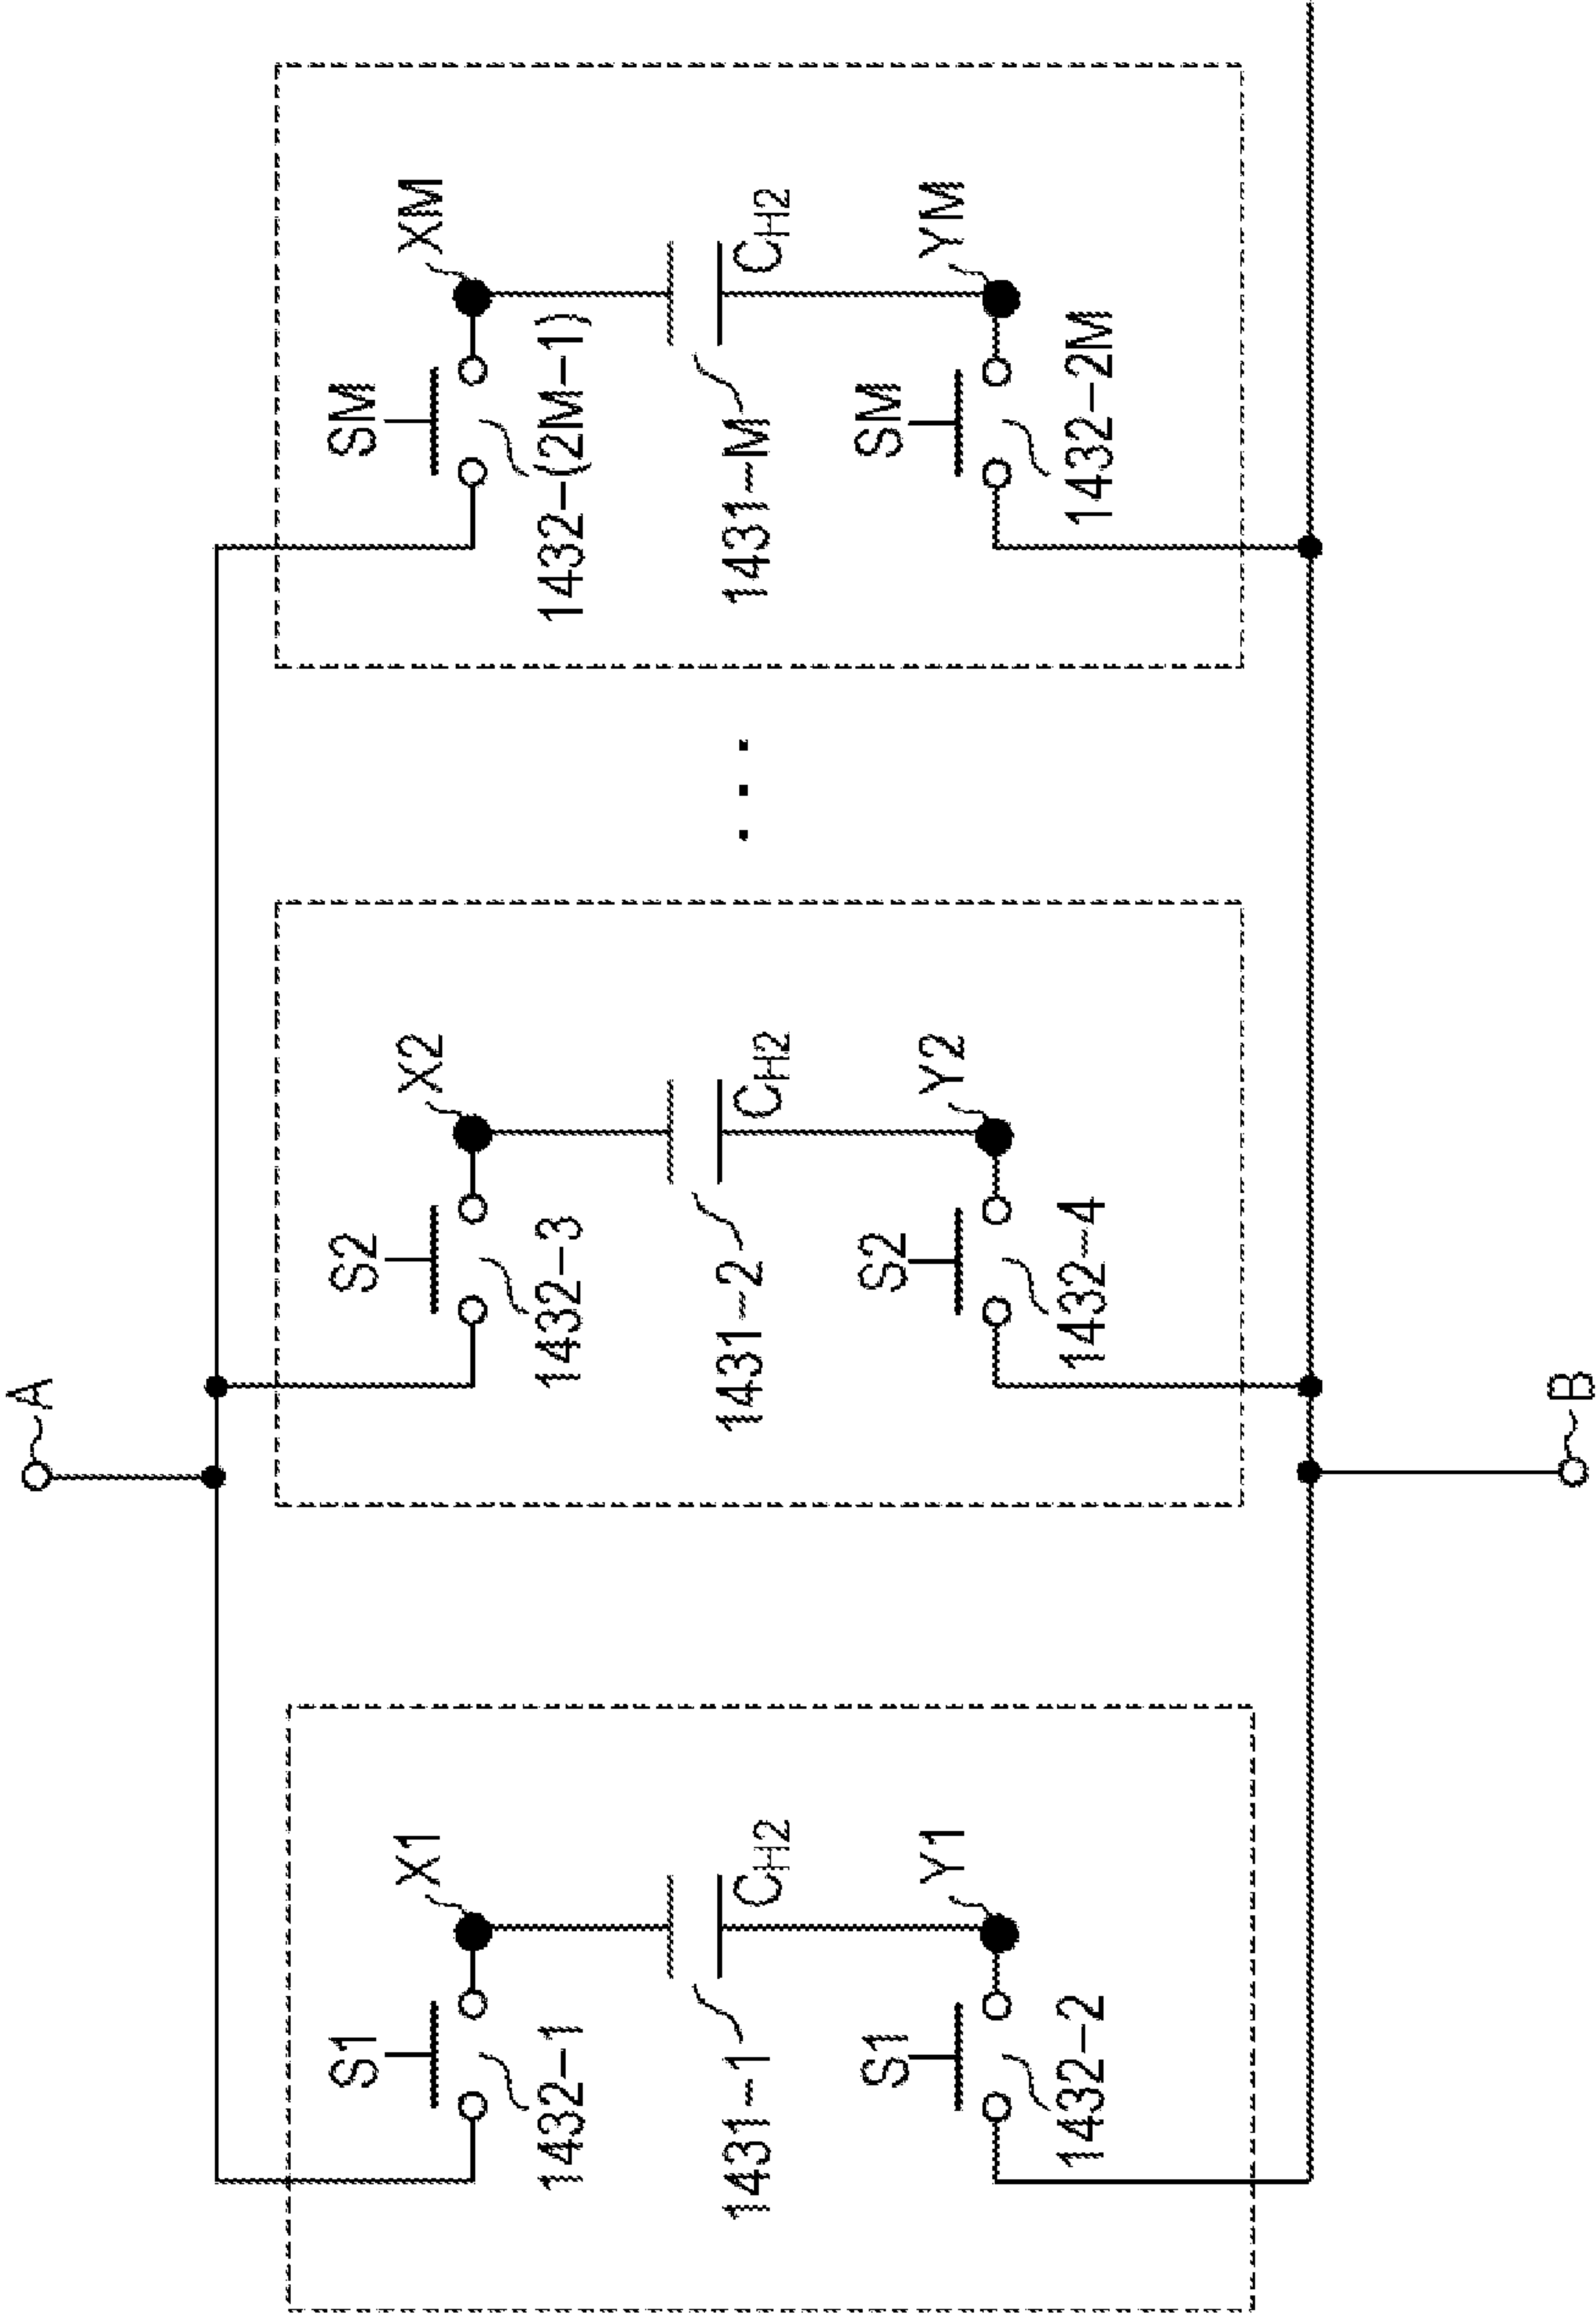 A
S1
X1
1432-1
1431-1
CH2
S1
Y1
1432-2
S2
X2
1432-3
1431-2
CH2
S2
Y2
1432-4
. . .
SM
XM
1432-(2M-1)
1431-M
CH2
SM
YM
1432-2M
B